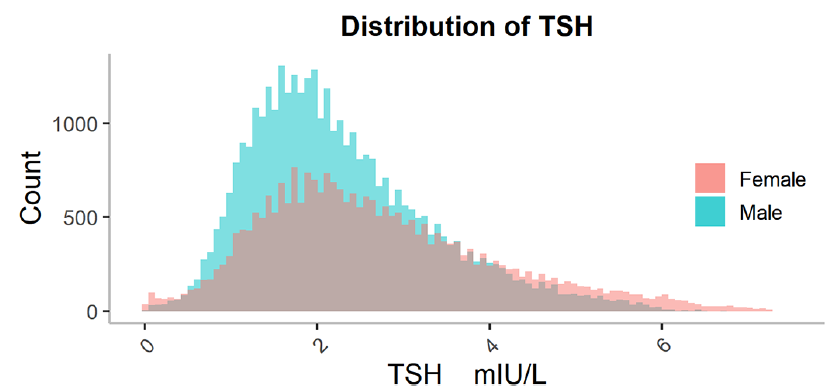 Distribution of TSH
Count
1000
500
0
Female
Male
0
2
4
6
TSH mIU/L